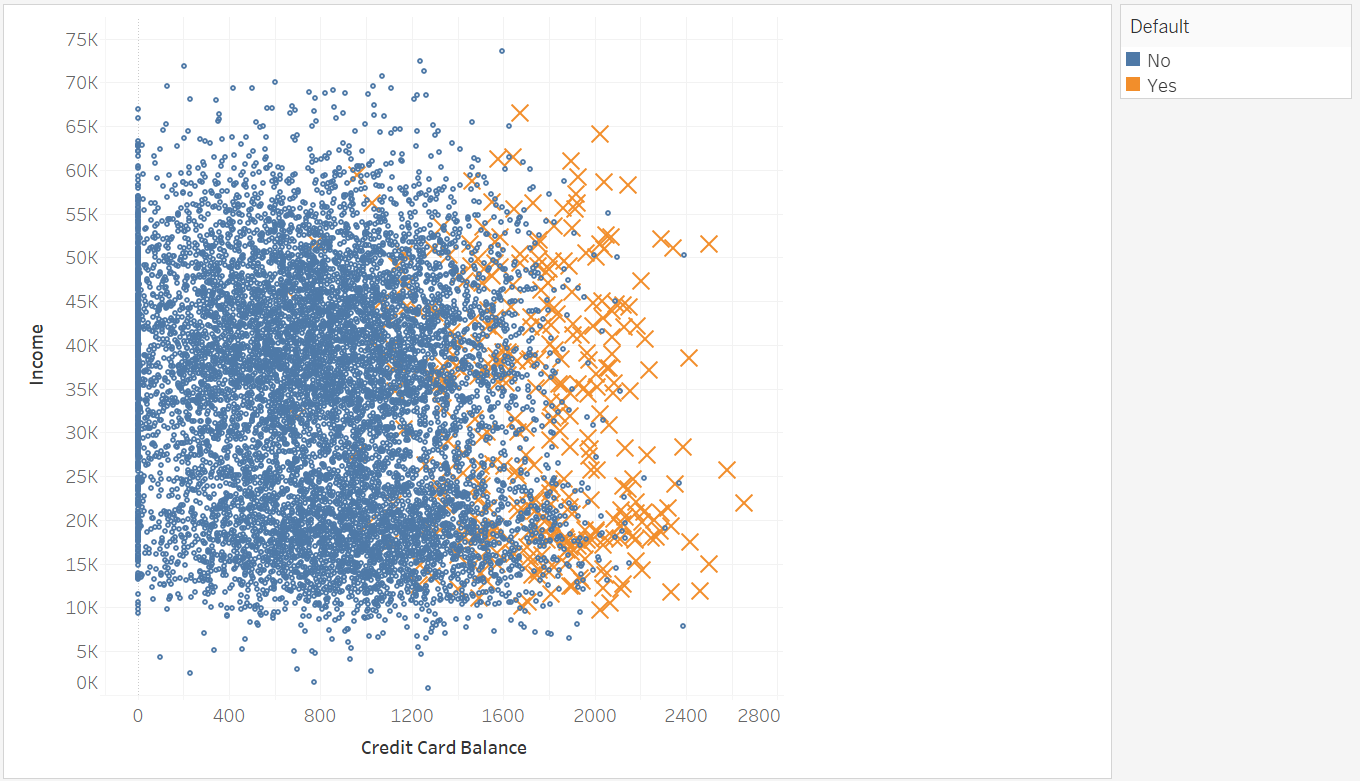 Default
No
Yes
75K
70K
65K
60K
55K
50K
45K
40K
35K
30K
25K
20K
15K
10K
5K
0K
Income
0 400 800 1200 1600 2000 2400 2800
Credit Card Balance